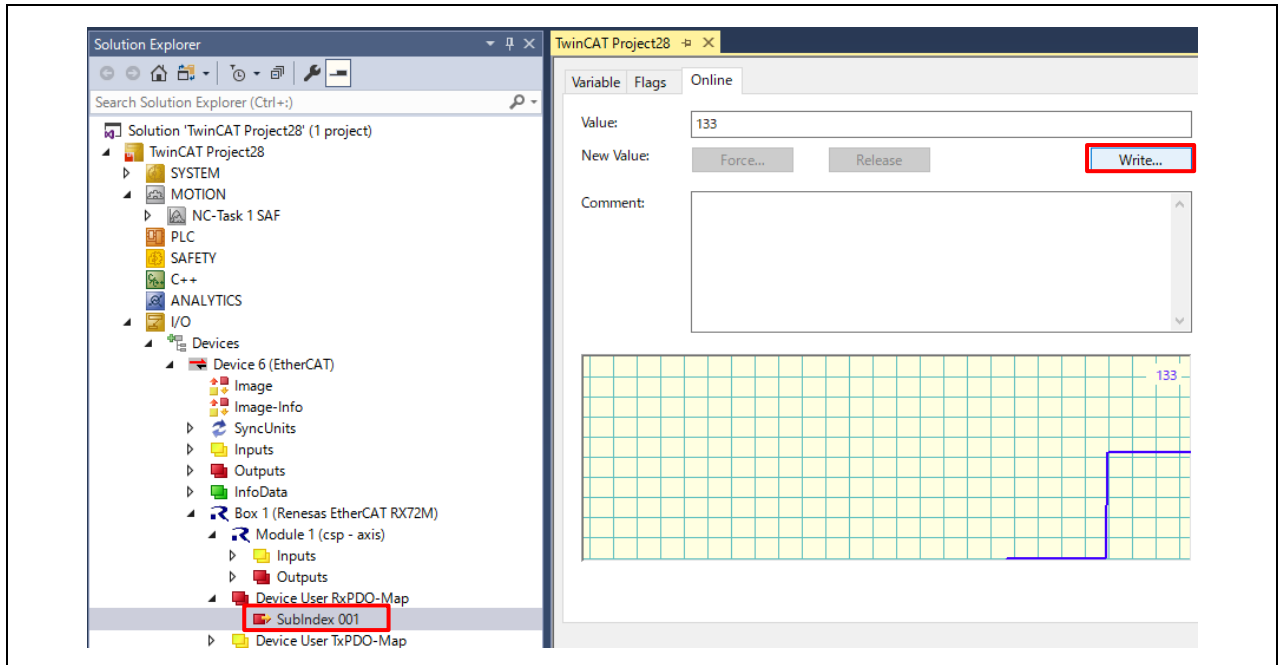 Solution Explorer
Search Solution Explorer (Ctrl+:)
Solution 'TwinCAT Project28' (1 project)
TwinCAT Project28
SYSTEM
MOTION
NC-Task 1 SAF
PLC
SAFETY
C++
ANALYTICS
I/O
Devices
Device 6 (EtherCAT)
Image
Image-Info
SyncUnits
Inputs
Outputs
InfoData
Box 1 (Renesas EtherCAT RX72M)
Module 1 (csp - axis)
Inputs
Outputs
Device User RxPDO-Map
SubIndex 001
Device User TxPDO-Map
TwinCAT Project28
Variable Flags Online
Value: 133
New Value: Force... Release Write...
Comment:
133